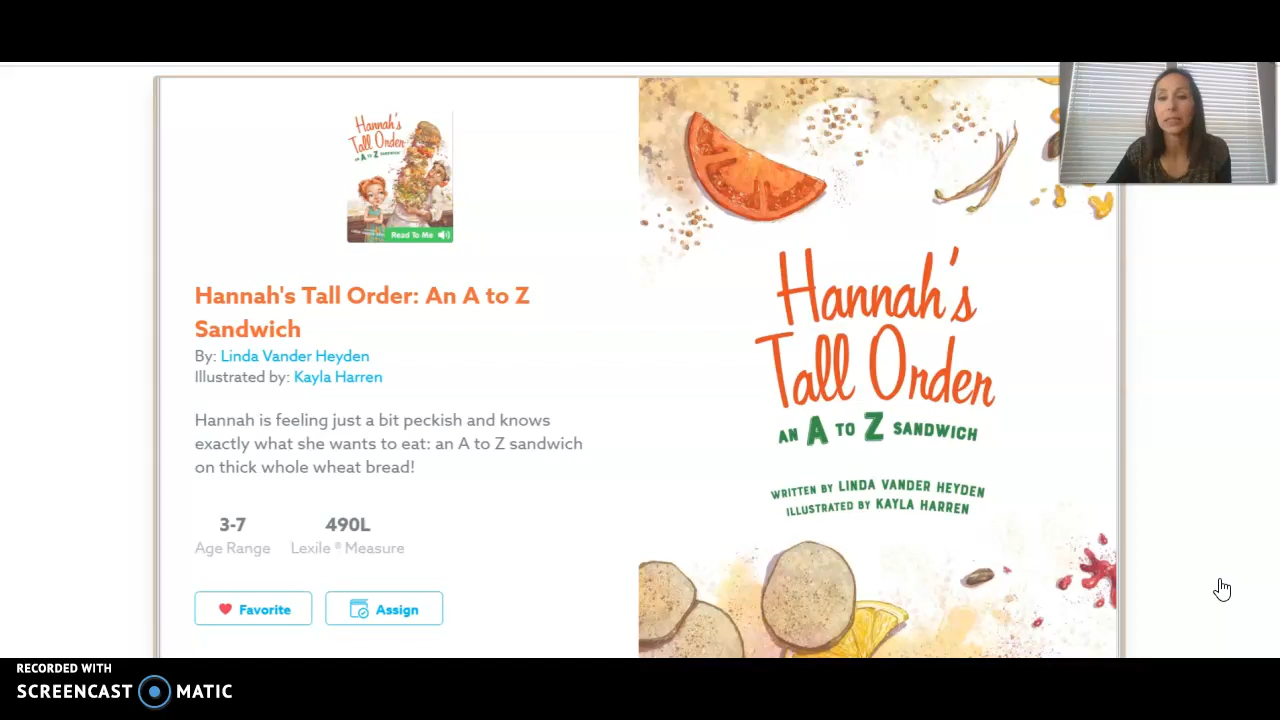 Hannah's
Tall Order
AN A TO Z SANDWICH
Read To Me
Hannah's Tall Order: An A to Z
Sandwich
By: Linda Vander Heyden
Illustrated by: Kayla Harren
Hannah is feeling just a bit peckish and knows
exactly what she wants to eat: an A to Z sandwich
on thick whole wheat bread!
3-7
490L
Age Range
Lexile ® Measure
Favorite
Assign
Hannah's
Tall Order
AN A TO Z SANDWICH
WRITTEN BY LINDA VANDER HEYDEN
ILLUSTRATED BY KAYLA HARREN
RECORDED WITH
SCREENCAST MATIC